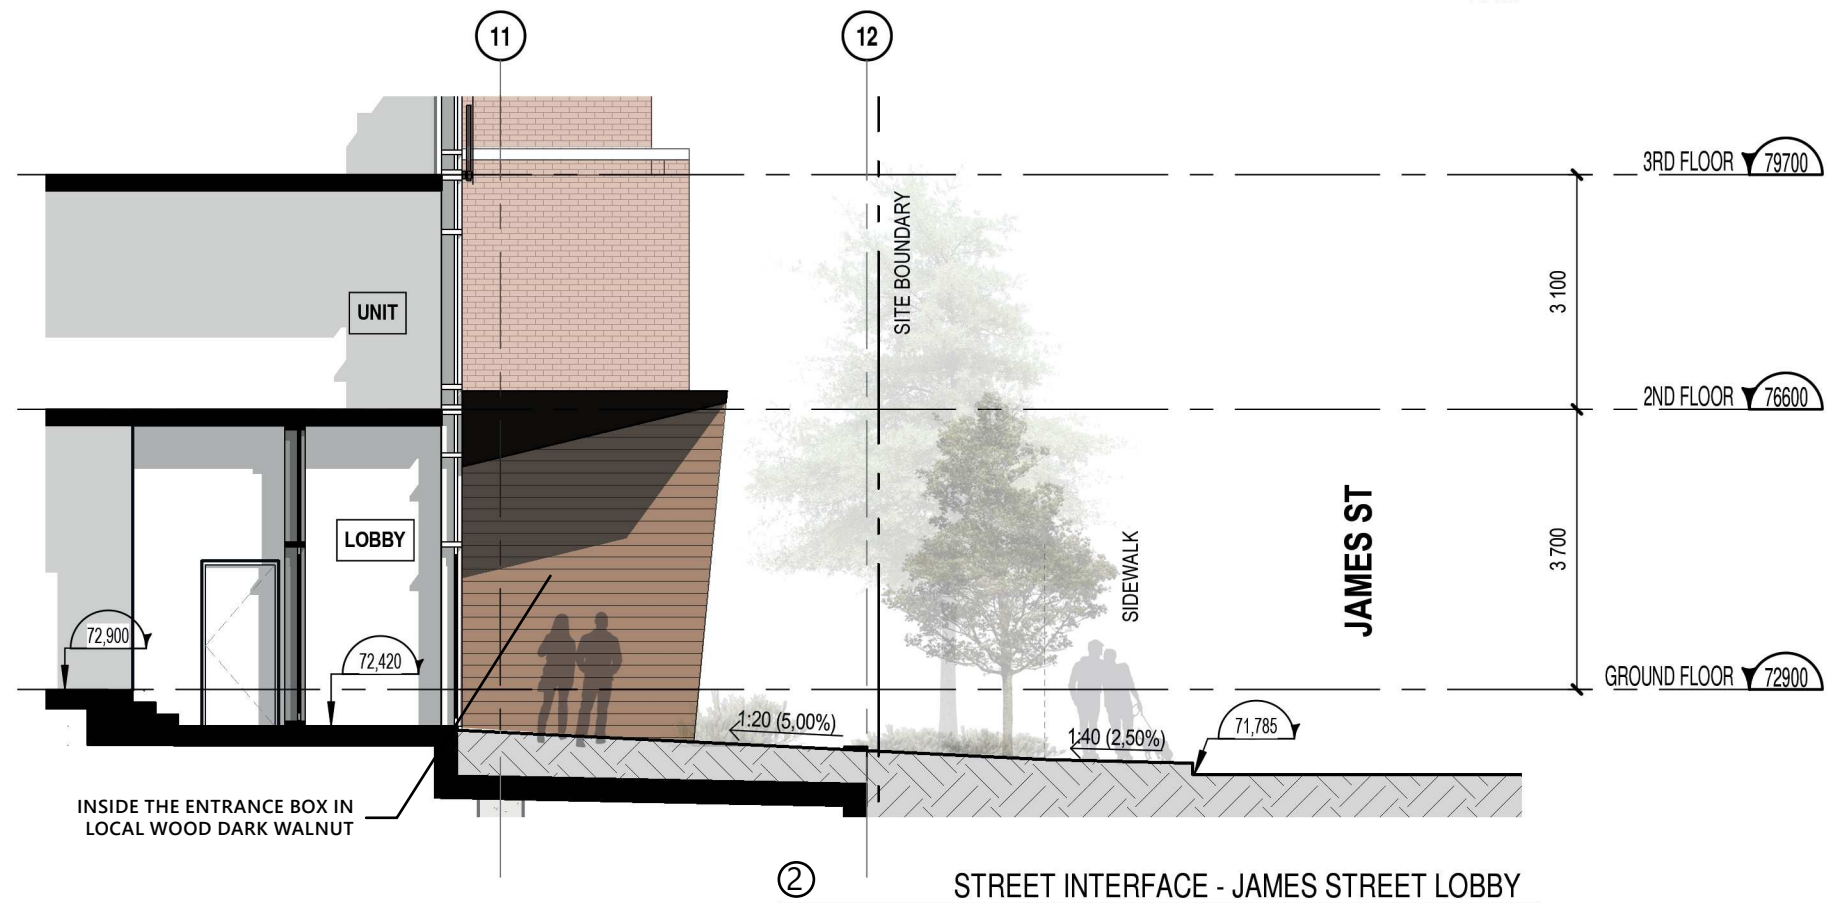 11
12
3RD FLOOR 79700
SITE BOUNDARY
UNIT
3 100
2ND FLOOR 76600
LOBBY
JAMES ST
3 700
SIDEWALK
72,900
72,420
GROUND FLOOR 72900
1:20 (5,00%)
1:40 (2,50%)
71,785
INSIDE THE ENTRANCE BOX IN
LOCAL WOOD DARK WALNUT
2 STREET INTERFACE - JAMES STREET LOBBY